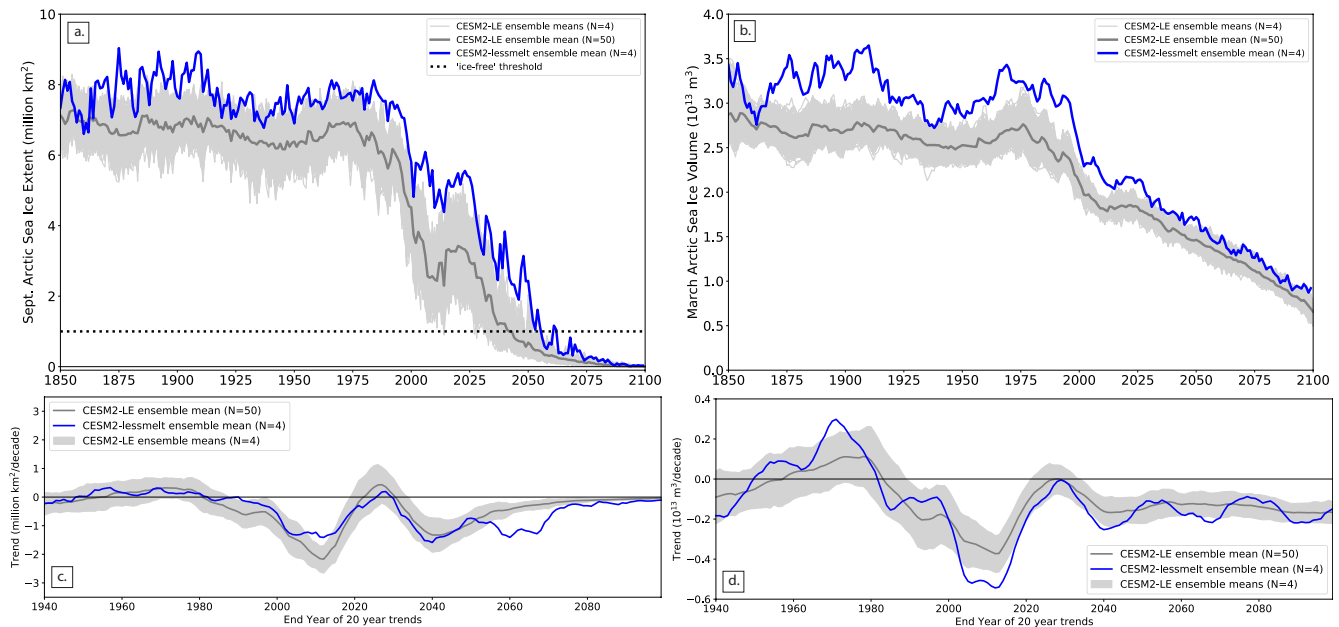 a.
CESM2-LE ensemble means (N=4)
CESM2-LE ensemble mean (N=50)
CESM2-lessmelt ensemble mean (N=4)
'ice-free' threshold
Sept. Arctic Sea Ice Extent (million km²)
10
8
6
4
2
0
1850 1875 1900 1925 1950 1975 2000 2025 2050 2075 2100
b.
CESM2-LE ensemble means (N=4)
CESM2-LE ensemble mean (N=50)
CESM2-lessmelt ensemble mean (N=4)
March Arctic Sea Ice Volume (10¹³ m³)
4.0
3.5
3.0
2.5
2.0
1.5
1.0
0.5
0.0
1850 1875 1900 1925 1950 1975 2000 2025 2050 2075 2100
c.
CESM2-LE ensemble mean (N=50)
CESM2-lessmelt ensemble mean (N=4)
CESM2-LE ensemble means (N=4)
Trend (million km²/decade)
3
2
1
0
−1
−2
−3
1940 1960 1980 2000 2020 2040 2060 2080
End Year of 20 year trends
d.
CESM2-LE ensemble mean (N=50)
CESM2-lessmelt ensemble mean (N=4)
CESM2-LE ensemble means (N=4)
Trend (10¹³ m³/decade)
0.4
0.2
0.0
−0.2
−0.4
−0.6
1940 1960 1980 2000 2020 2040 2060 2080
End Year of 20 year trends